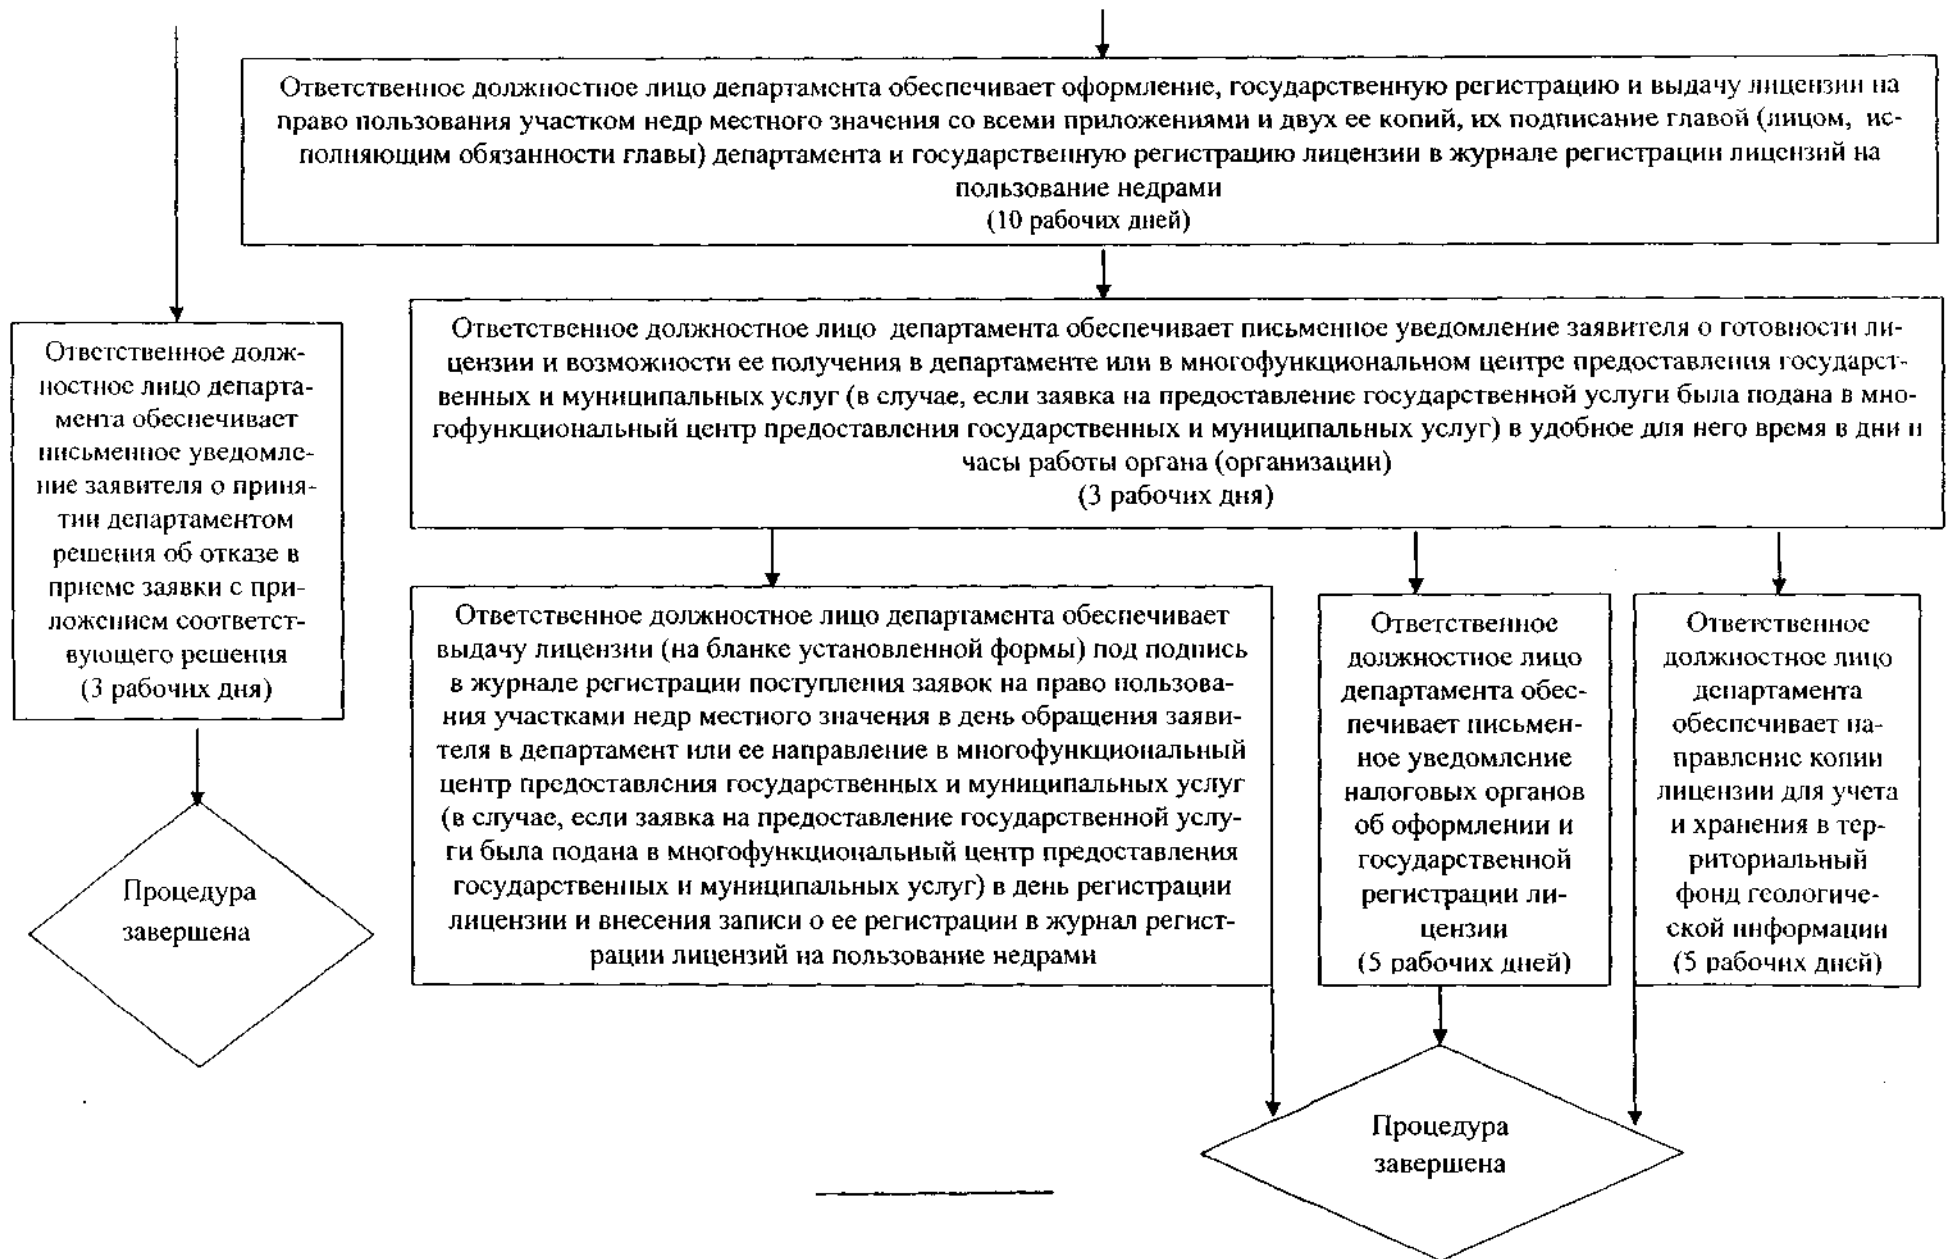 Ответственное должностное лицо департамента обеспечивает оформление, государственную регистрацию и выдачу лицензии на
право пользования участком недр местного значения со всеми приложениями и двух ее копий, их подписание главой (лицом, ис-
полняющим обязанности главы) департамента и государственную регистрацию лицензии в журнале регистрации лицензий на
пользование недрами
(10 рабочих дней)
Ответственное должностное лицо департамента обеспечивает письменное уведомление заявителя о готовности ли-
цензии и возможности ее получения в департаменте или в многофункциональном центре предоставления государст-
венных и муниципальных услуг (в случае, если заявка на предоставление государственной услуги была подана в мно-
гофункциональный центр предоставления государственных и муниципальных услуг) в удобное для него время в дни и
часы работы органа (организации)
(3 рабочих дня)
Ответственное долж-
ностное лицо департа-
мента обеспечивает
письменное уведомле-
ние заявителя о приня-
тии департаментом
решения об отказе в
приеме заявки с при-
ложением соответст-
вующего решения
(3 рабочих дня)
Процедура
завершена
Ответственное должностное лицо департамента обеспечивает
выдачу лицензии (на бланке установленной формы) под подпись
в журнале регистрации поступления заявок на право пользова-
ния участками недр местного значения в день обращения заяви-
теля в департамент или ее направление в многофункциональный
центр предоставления государственных и муниципальных услуг
(в случае, если заявка на предоставление государственной услу-
ги была подана в многофункциональный центр предоставления
государственных и муниципальных услуг) в день регистрации
лицензии и внесения записи о ее регистрации в журнал регист-
рации лицензий на пользование недрами
Ответственное
должностное лицо
департамента обес-
печивает письмен-
ное уведомление
налоговых органов
об оформлении и
государственной
регистрации ли-
цензии
(5 рабочих дней)
Ответственное
должностное лицо
департамента
обеспечивает на-
правление копии
лицензии для учета
и хранения в тер-
риториальный
фонд геологиче-
ской информации
(5 рабочих дней)
Процедура
завершена